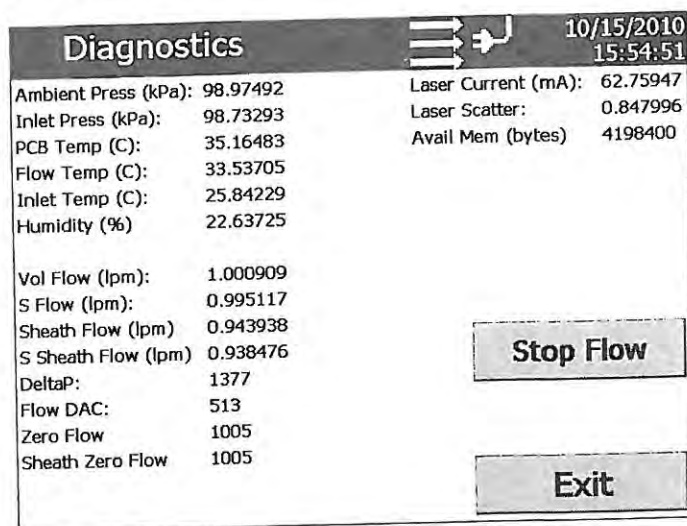 Diagnostics
10/15/2010
15:54:51
Ambient Press (kPa): 98.97492
Inlet Press (kPa): 98.73293
PCB Temp (C): 35.16483
Flow Temp (C): 33.53705
Inlet Temp (C): 25.84229
Humidity (%) 22.63725
Vol Flow (lpm): 1.000909
S Flow (lpm): 0.995117
Sheath Flow (lpm) 0.943938
S Sheath Flow (lpm) 0.938476
DeltaP: 1377
Flow DAC: 513
Zero Flow 1005
Sheath Zero Flow 1005
Laser Current (mA): 62.75947
Laser Scatter: 0.847996
Avail Mem (bytes) 4198400
Stop Flow
Exit